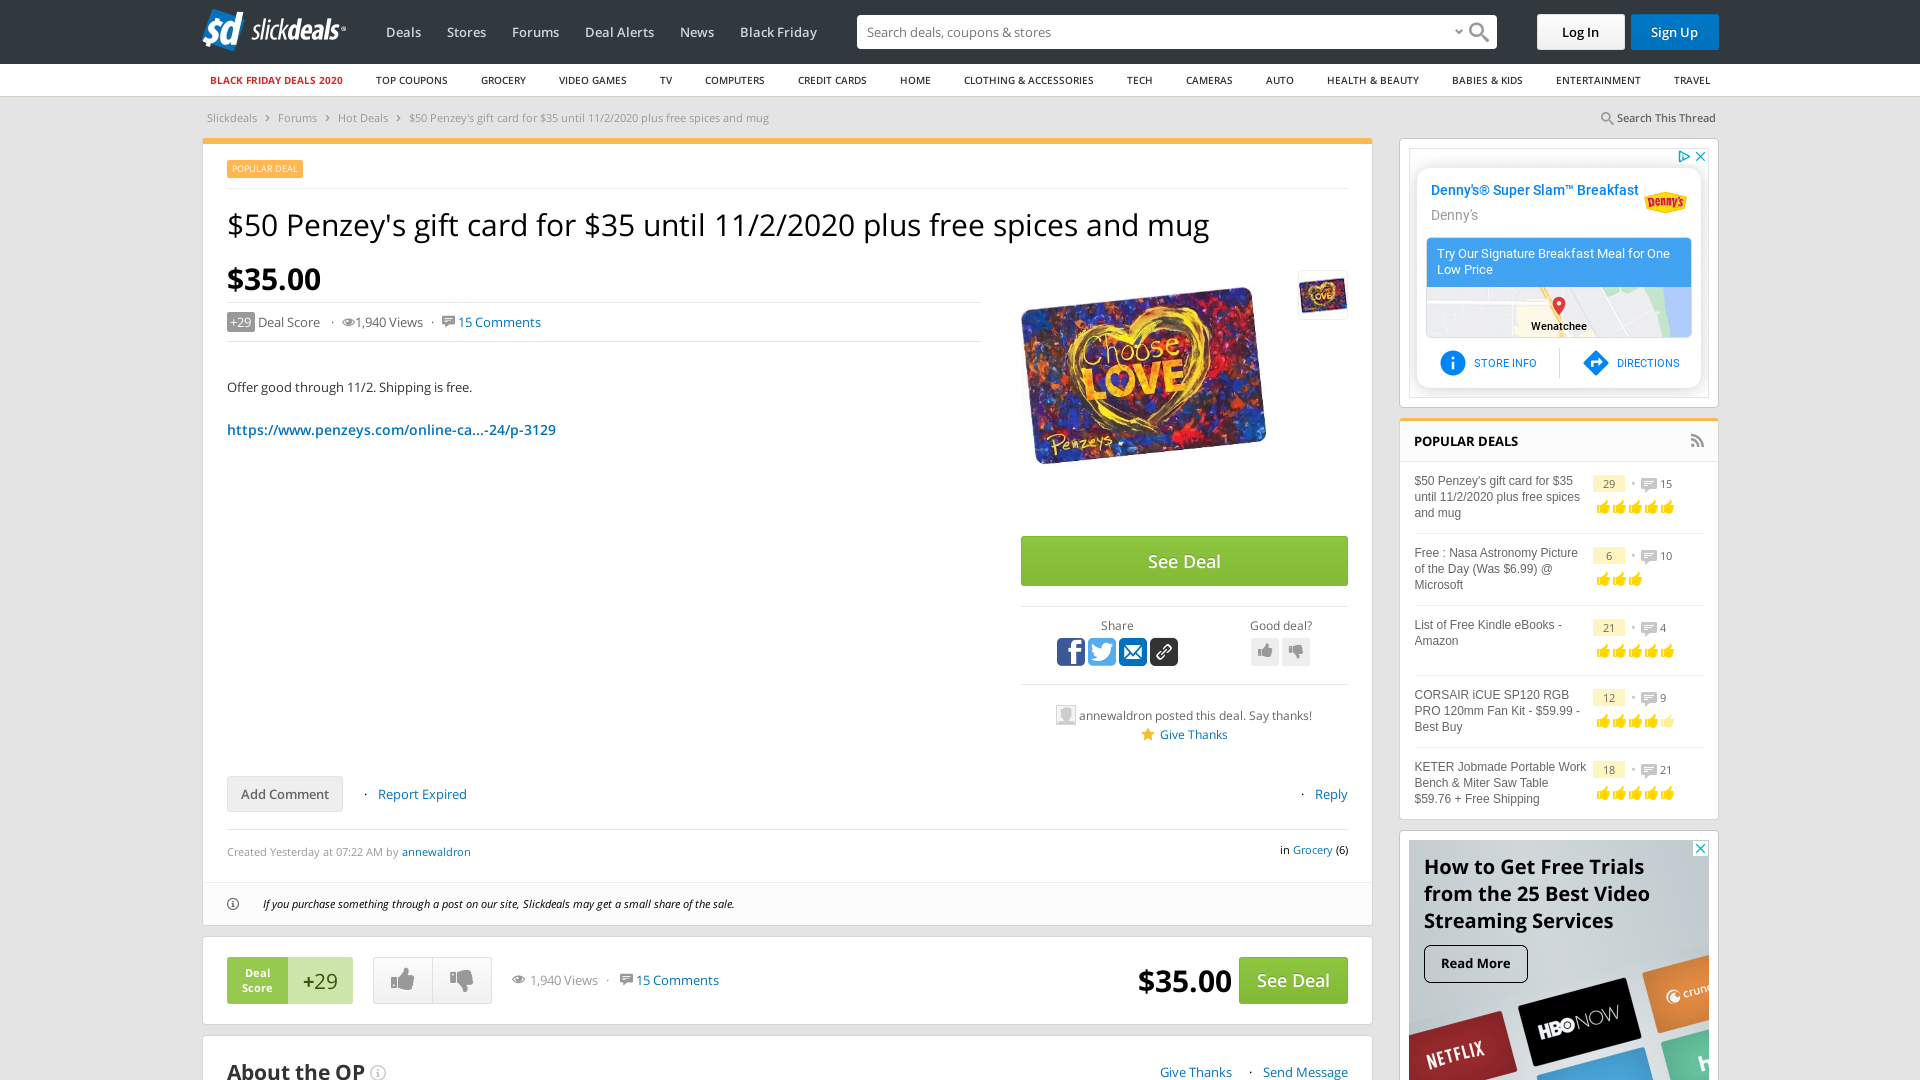 slickdeals
Deals
Stores
Forums
Deal Alerts
News
Black Friday
Search deals, coupons & stores
Log In
Sign Up
BLACK FRIDAY DEALS 2020
TOP COUPONS
GROCERY
VIDEO GAMES
TV
COMPUTERS
CREDIT CARDS
HOME
CLOTHING & ACCESSORIES
TECH
CAMERAS
AUTO
HEALTH & BEAUTY
BABIES & KIDS
ENTERTAINMENT
TRAVEL
Slickdeals > Forums > Hot Deals > $50 Penzey's gift card for $35 until 11/2/2020 plus free spices and mug
Search This Thread
POPULAR DEAL
$50 Penzey's gift card for $35 until 11/2/2020 plus free spices and mug
$35.00
+29 Deal Score · 1,940 Views · 15 Comments
Offer good through 11/2. Shipping is free.
https://www.penzeys.com/online-ca...-24/p-3129
Choose
LOVE
Penzeys
See Deal
Share
Good deal?
annewaldron posted this deal. Say thanks!
Give Thanks
Add Comment
· Report Expired
· Reply
Created Yesterday at 07:22 AM by annewaldron
in Grocery (6)
If you purchase something through a post on our site, Slickdeals may get a small share of the sale.
Deal
Score
+29
1,940 Views · 15 Comments
$35.00
See Deal
About the OP
Give Thanks · Send Message
Denny's® Super Slam™ Breakfast
Denny's
Denny's
Try Our Signature Breakfast Meal for One
Low Price
Wenatchee
STORE INFO
DIRECTIONS
POPULAR DEALS
$50 Penzey's gift card for $35
until 11/2/2020 plus free spices
and mug
29 · 15
Free : Nasa Astronomy Picture
of the Day (Was $6.99) @
Microsoft
6 · 10
List of Free Kindle eBooks -
Amazon
21 · 4
CORSAIR iCUE SP120 RGB
PRO 120mm Fan Kit - $59.99 -
Best Buy
12 · 9
KETER Jobmade Portable Work
Bench & Miter Saw Table
$59.76 + Free Shipping
18 · 21
How to Get Free Trials
from the 25 Best Video
Streaming Services
Read More
crunc
HBO NOW
NETFLIX
h